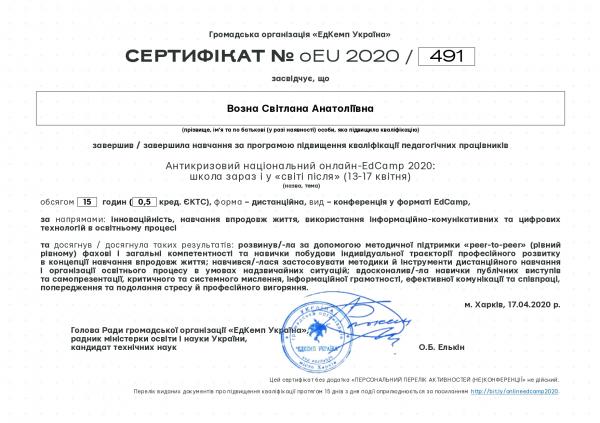 Громадська організація «ЕдКемп Україна»
СЕРТИФІКАТ № oEU 2020 / 491
засвідчує, що
Возна Світлана Анатоліївна
(прізвище, ім'я та по батькові (у разі наявності) особи, яка підвищила кваліфікацію)
завершив / завершила навчання за програмою підвищення кваліфікації педагогічних працівників
Антикризовий національний онлайн-EdCamp 2020:
школа зараз і у «світі після» (13-17 квітня)
(назва, тема)
обсягом 15 годин ( 0,5 кред. ЄКТС), форма – дистанційна, вид – конференція у форматі EdCamp,
за напрямами: інноваційність, навчання впродовж життя, використання інформаційно-комунікативних та цифрових
технологій в освітньому процесі
та досягнув / досягнула таких результатів: розвинув/-ла за допомогою методичної підтримки «peer-to-peer» (рівний
рівному) фахові і загальні компетентності та навички побудови індивідуальної траєкторії професійного розвитку
в концепції навчання впродовж життя; навчився/-лася застосовувати методики й інструменти дистанційного навчання
і організації освітнього процесу в умовах надзвичайних ситуацій; вдосконалив/-ла навички публічних виступів
та самопрезентації, критичного та системного мислення, інформаційної грамотності, ефективної комунікації та співпраці,
попередження та подолання стресу й професійного вигоряння.
м. Харків, 17.04.2020 р.
Голова Ради громадської організації «ЕдКемп Україна»,
радник міністерки освіти і науки України,
кандидат технічних наук
О.Б. Елькін
"ЕДКЕМП УКРАЇНА"
Цей сертифікат без додатка «ПЕРСОНАЛЬНИЙ ПЕРЕЛІК АКТИВНОСТЕЙ (НЕ)КОНФЕРЕНЦІЇ» не дійсний.
Перелік виданих документів про підвищення кваліфікації протягом 15 днів з дня події оприлюднюється за посиланням http://bit.ly/onlineedcamp2020.